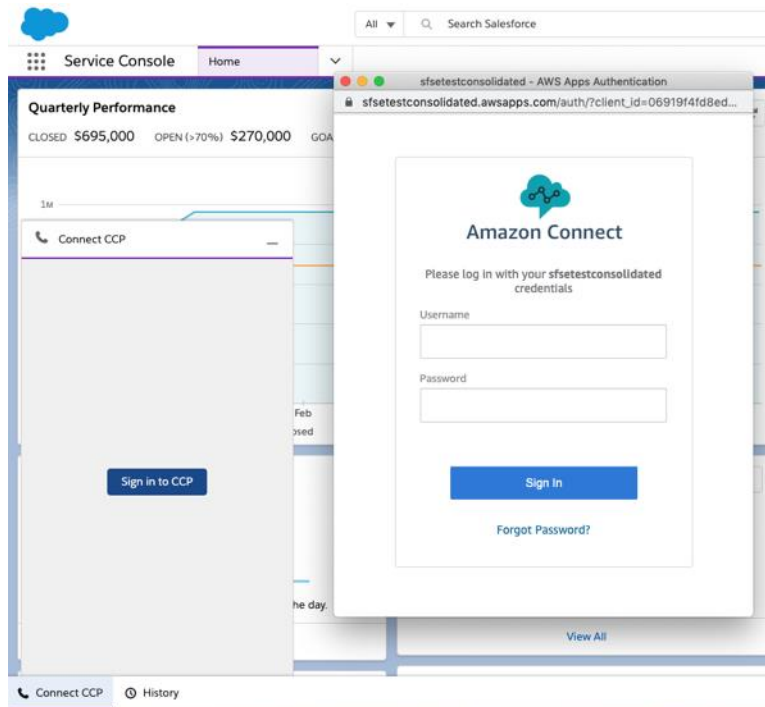 All
Search Salesforce
Service Console
Home
sfsetestconsolidated - AWS Apps Authentication
sfsetestconsolidated.awsapps.com/auth/?client_id=06919f4fd8ed...
Quarterly Performance
CLOSED $695,000 OPEN (>70%) $270,000 GOA
1M
Connect CCP
Amazon Connect
Please log in with your sfsetestconsolidated
credentials
Username
Password
Feb
osed
Sign in to CCP
Sign In
Forgot Password?
he day.
View All
Connect CCP
History